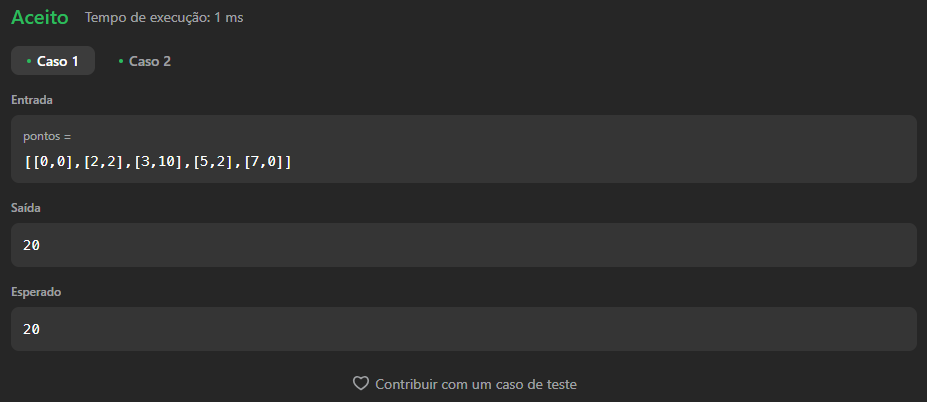 Aceito Tempo de execução: 1 ms
• Caso 1 • Caso 2
Entrada
pontos =
[[0,0],[2,2],[3,10],[5,2],[7,0]]
Saída
20
Esperado
20
Contribuir com um caso de teste